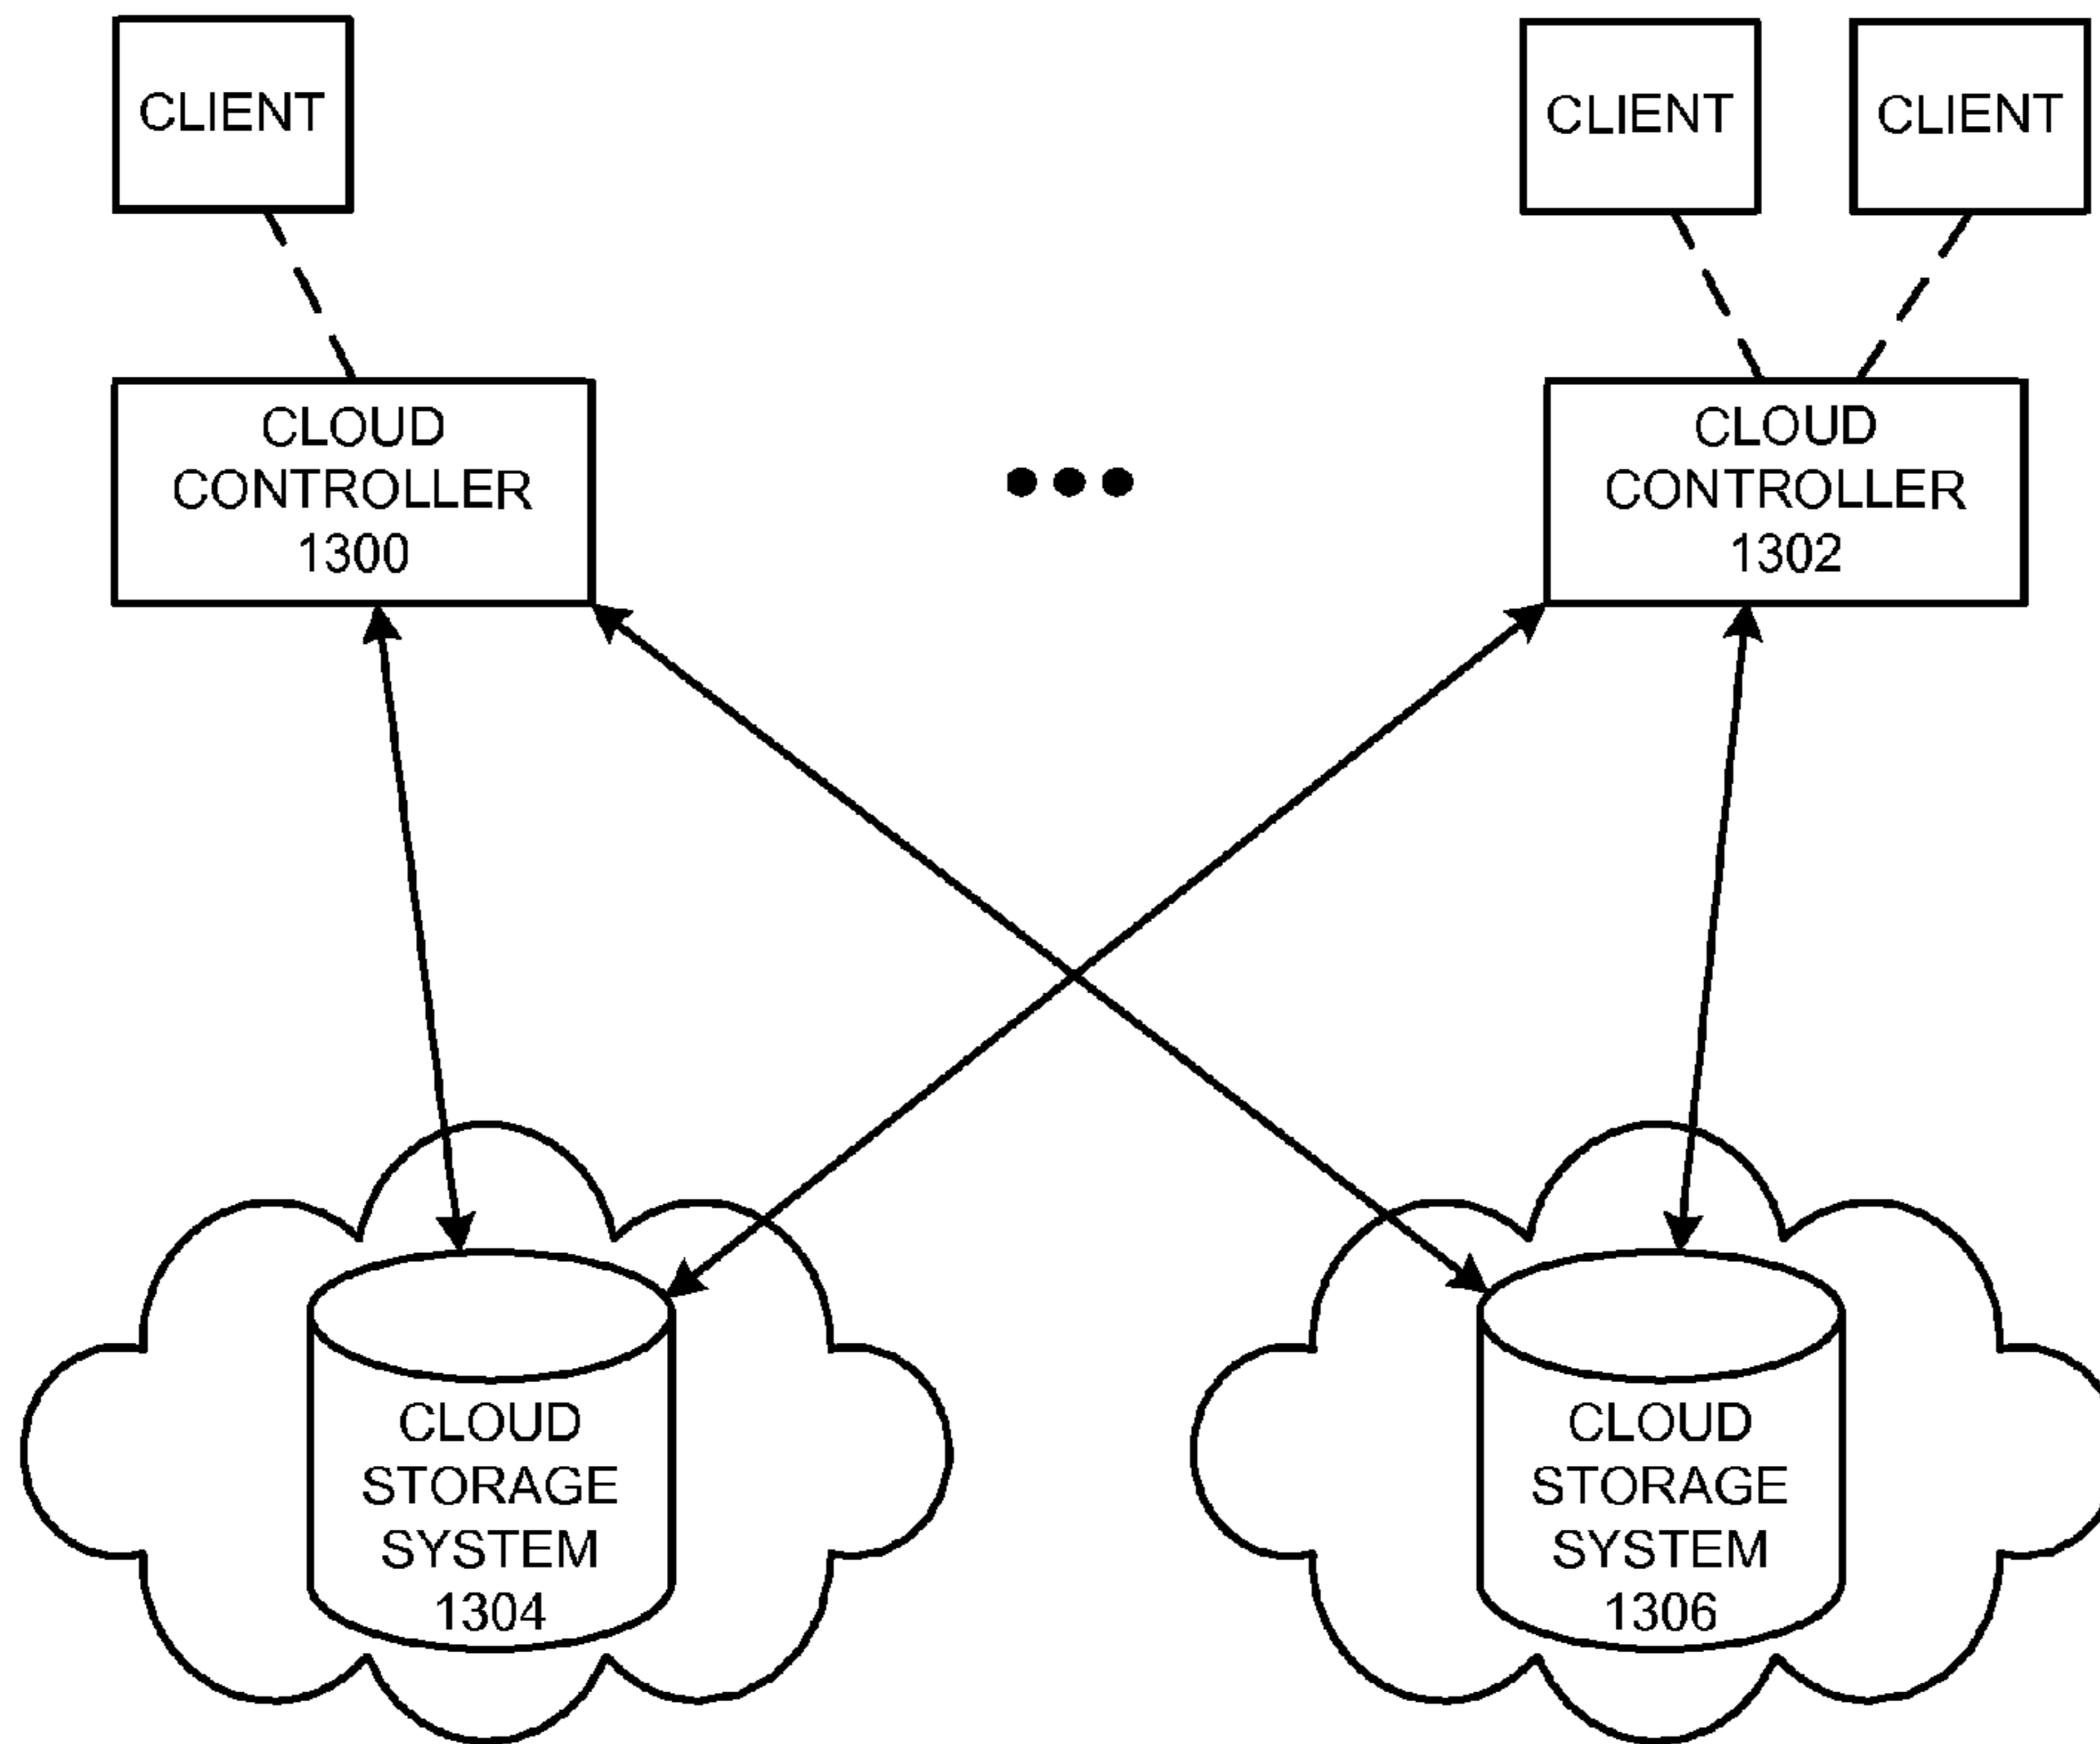 CLIENT
CLIENT
CLIENT
CLOUD
CONTROLLER
1300
CLOUD
CONTROLLER
1302
CLOUD
STORAGE
SYSTEM
1304
CLOUD
STORAGE
SYSTEM
1306